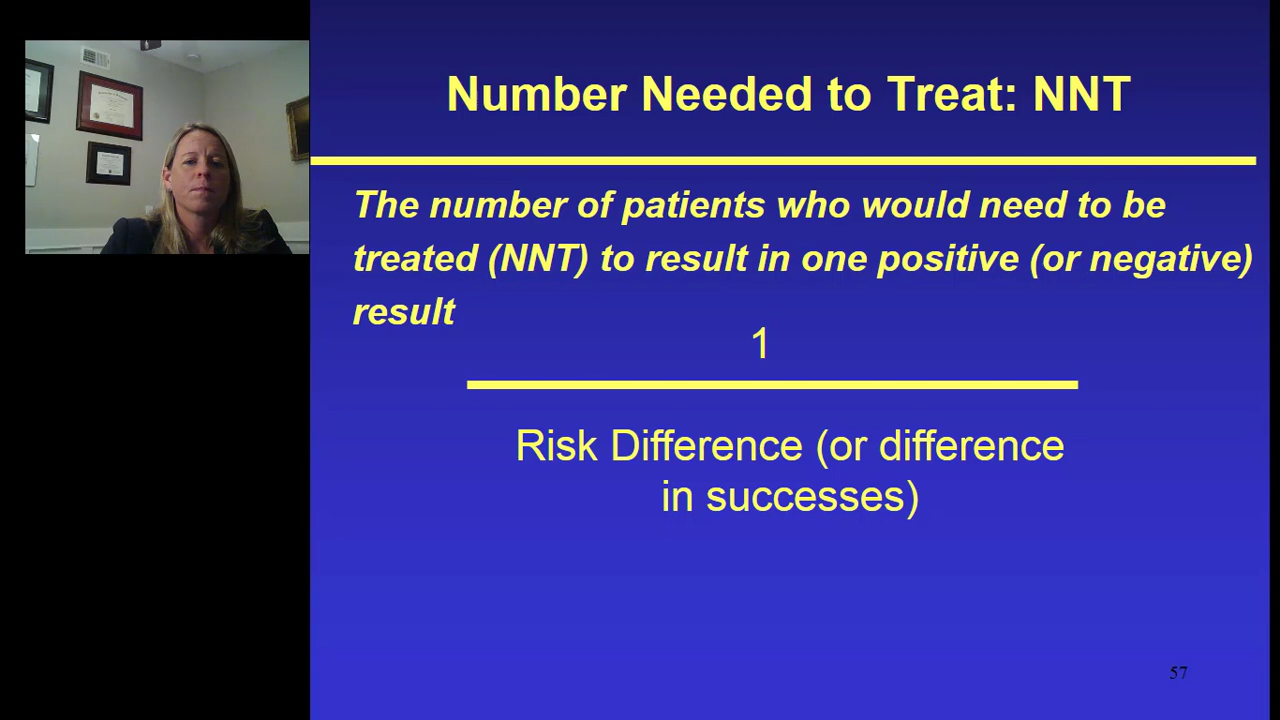 Number Needed to Treat: NNT
The number of patients who would need to be
treated (NNT) to result in one positive (or negative)
result
1
Risk Difference (or difference
in successes)
57